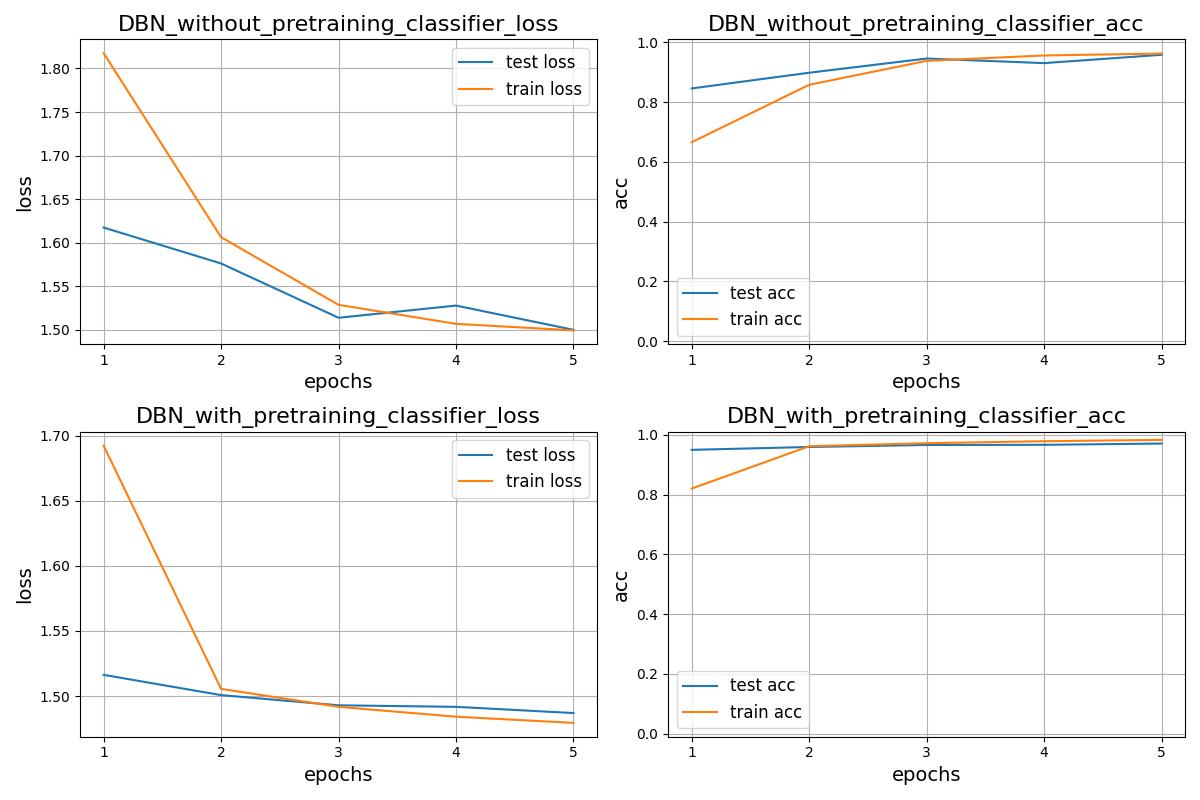 DBN_without_pretraining_classifier_loss
1.80
1.75
1.70
1.65
1.60
1.55
1.50
loss
test loss
train loss
1 2 3 4 5
epochs
DBN_without_pretraining_classifier_acc
1.0
0.8
0.6
0.4
0.2
0.0
acc
test acc
train acc
1 2 3 4 5
epochs
DBN_with_pretraining_classifier_loss
1.70
1.65
1.60
1.55
1.50
loss
test loss
train loss
1 2 3 4 5
epochs
DBN_with_pretraining_classifier_acc
1.0
0.8
0.6
0.4
0.2
0.0
acc
test acc
train acc
1 2 3 4 5
epochs